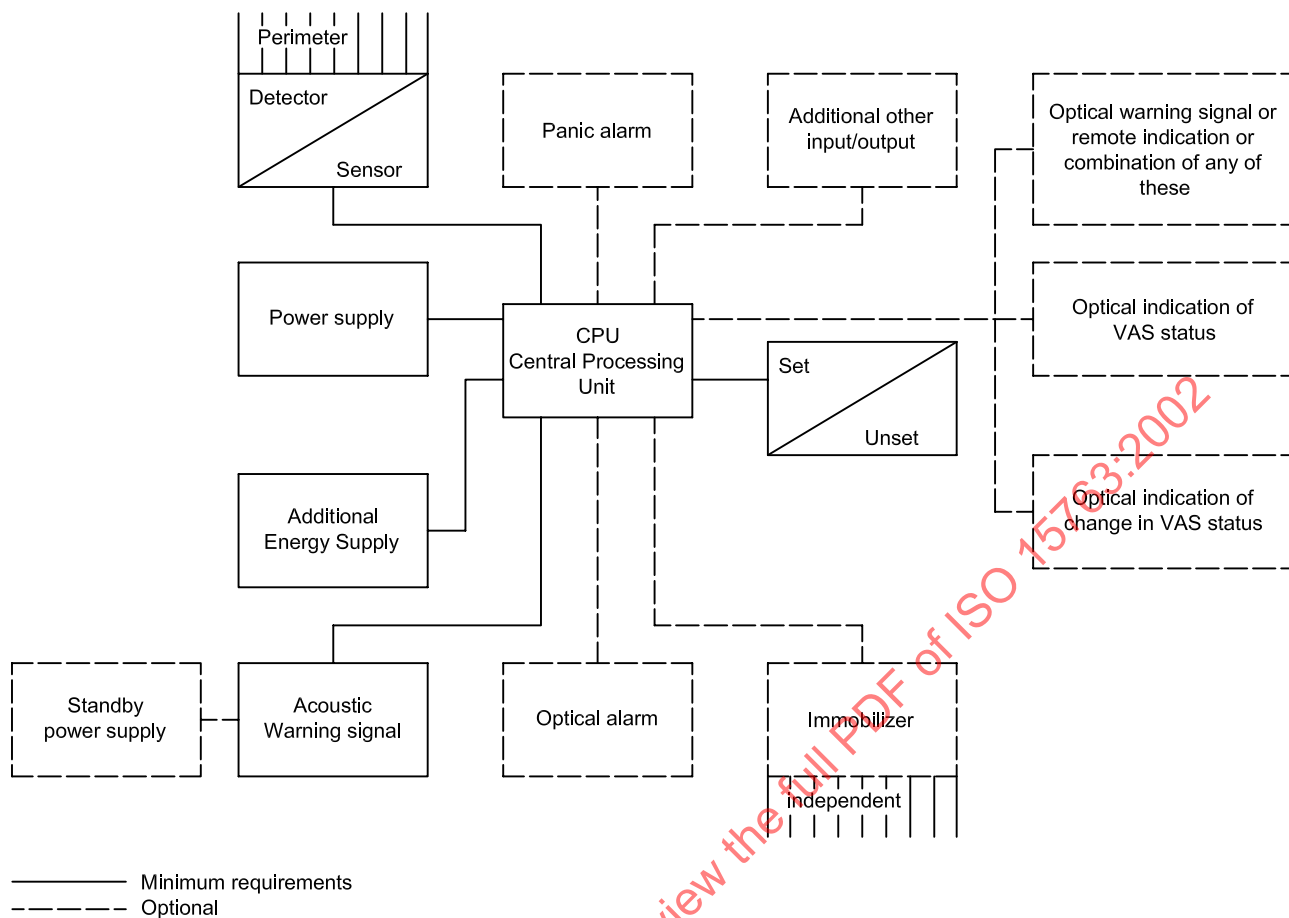 Perimeter
Detector
Sensor
Panic alarm
Additional other
input/output
Optical warning signal or
remote indication or
combination of any of
these
Power supply
CPU
Central Processing
Unit
Optical indication of
VAS status
Set
Unset
Additional
Energy Supply
Optical indication of
change in VAS status
Standby
power supply
Acoustic
Warning signal
Optical alarm
Immobilizer
independent
Minimum requirements
Optional
view the full PDF of ISO 15763:2002